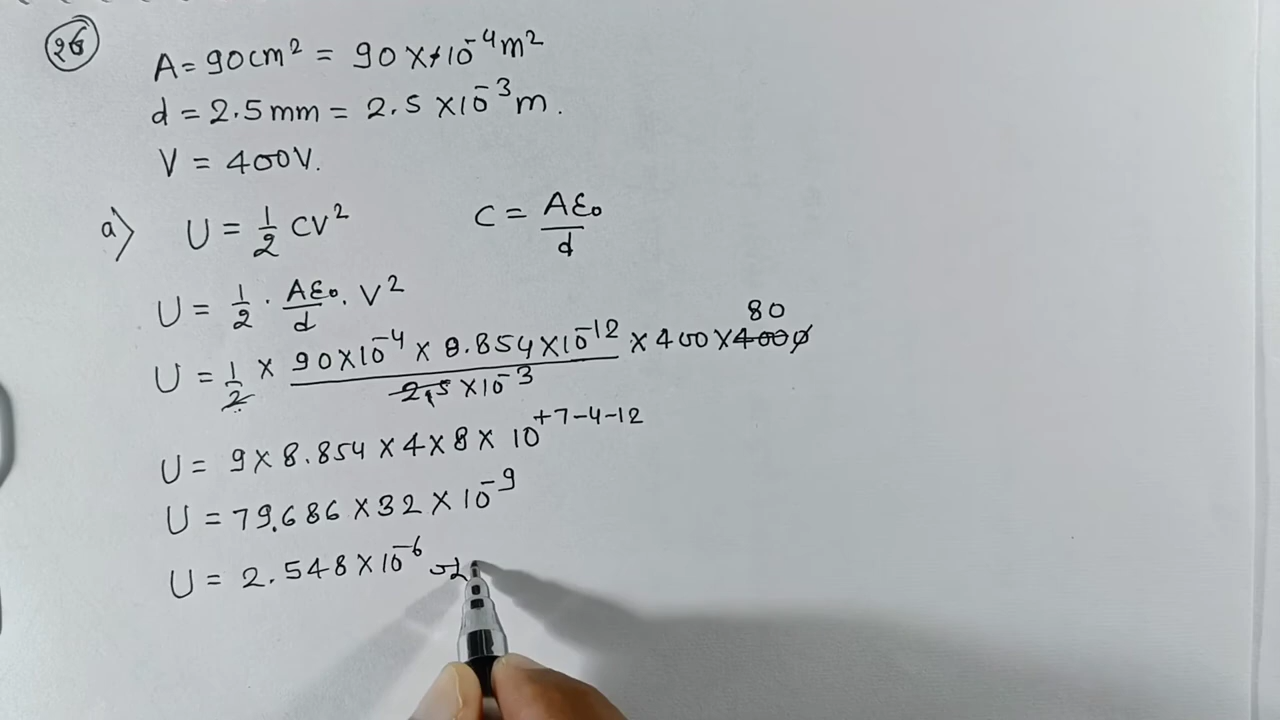 26
A = 90cm² = 90 × 10⁻⁴ m²
d = 2.5 mm = 2.5 × 10⁻³ m.
V = 400V.
a) U = 1/2 CV² C = Aε₀/d
U = 1/2 · Aε₀/d · V²
80
U = 1/2 × 90×10⁻⁴ × 8.854×10⁻¹² / 2.5 × 10⁻³ × 400 × 4000
U = 9 × 8.854 × 4 × 8 × 10⁺⁷⁻⁴⁻¹²
U = 79.686 × 32 × 10⁻⁹
U = 2.548 × 10⁻⁶